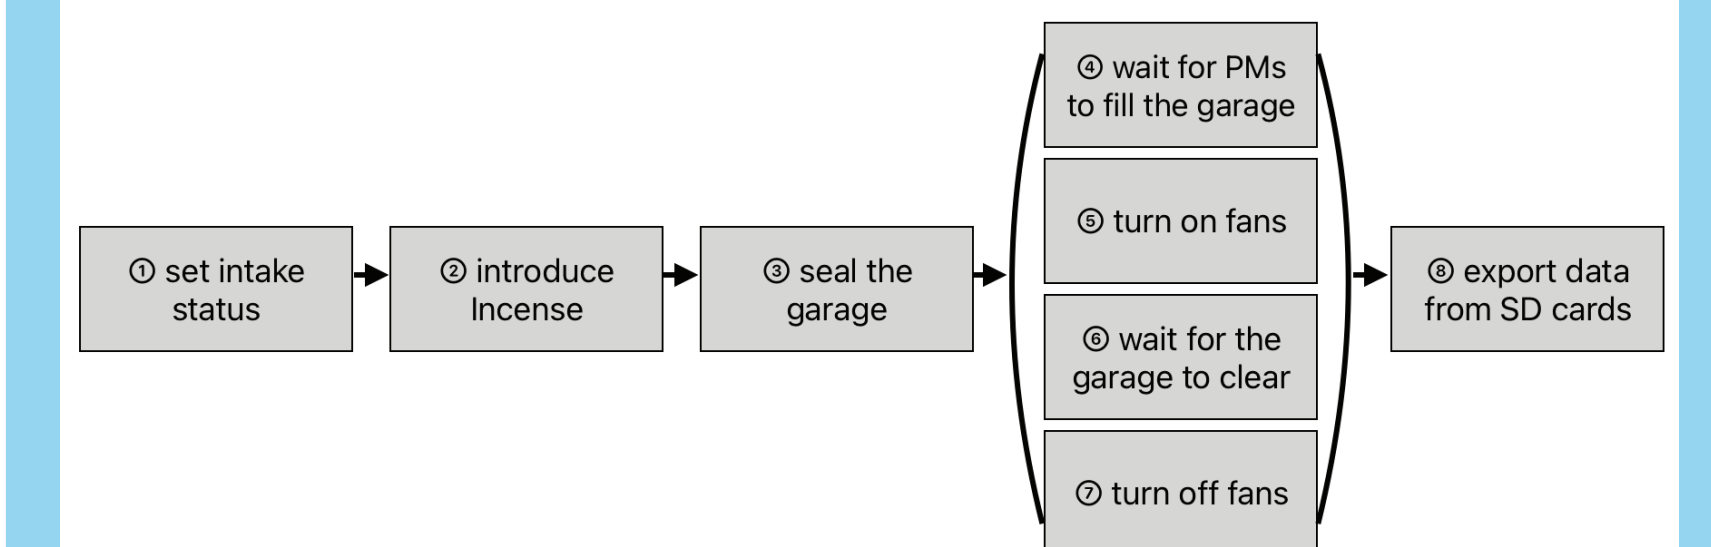 ① set intake
status
② introduce
Incense
③ seal the
garage
④ wait for PMs
to fill the garage
⑤ turn on fans
⑥ wait for the
garage to clear
⑦ turn off fans
⑧ export data
from SD cards